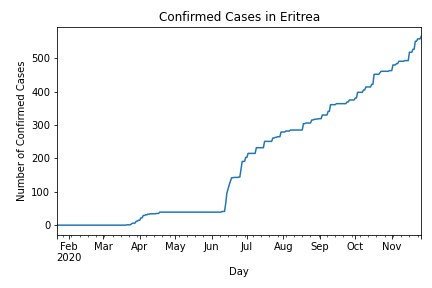 Confirmed Cases in Eritrea
Number of Confirmed Cases
500
400
300
200
100
0
Feb Mar Apr May Jun Jul Aug Sep Oct Nov
2020
Day